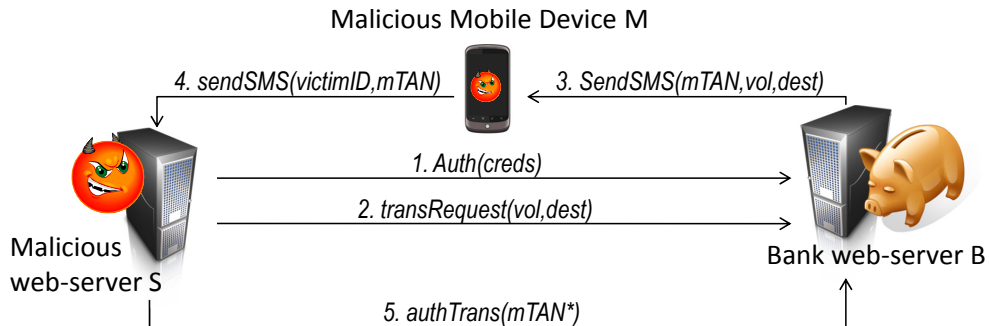 Malicious Mobile Device M
4. sendSMS(victimID,mTAN)
3. SendSMS(mTAN,vol,dest)
1. Auth(creds)
2. transRequest(vol,dest)
Malicious
web-server S
Bank web-server B
5. authTrans(mTAN*)